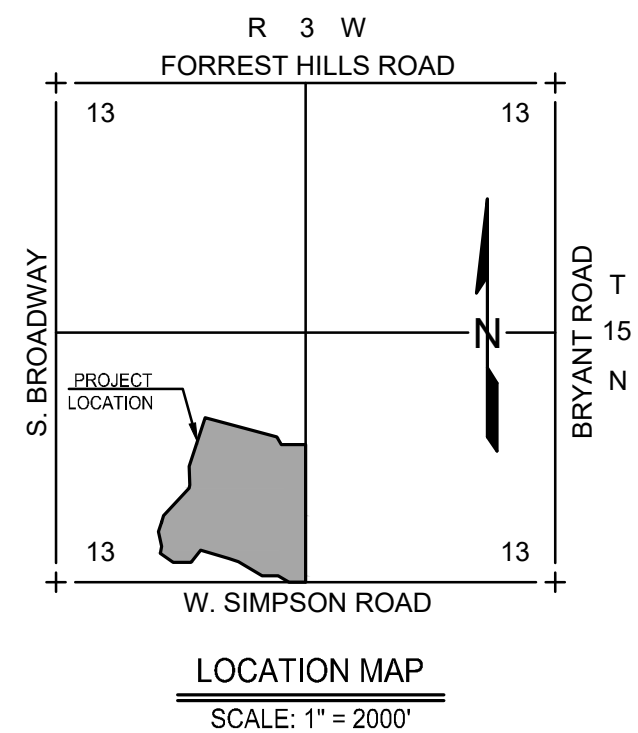 R 3 W
FORREST HILLS ROAD
13
13
S. BROADWAY
BRYANT ROAD
T
15
N
N
PROJECT
LOCATION
13
13
W. SIMPSON ROAD
LOCATION MAP
SCALE: 1" = 2000'